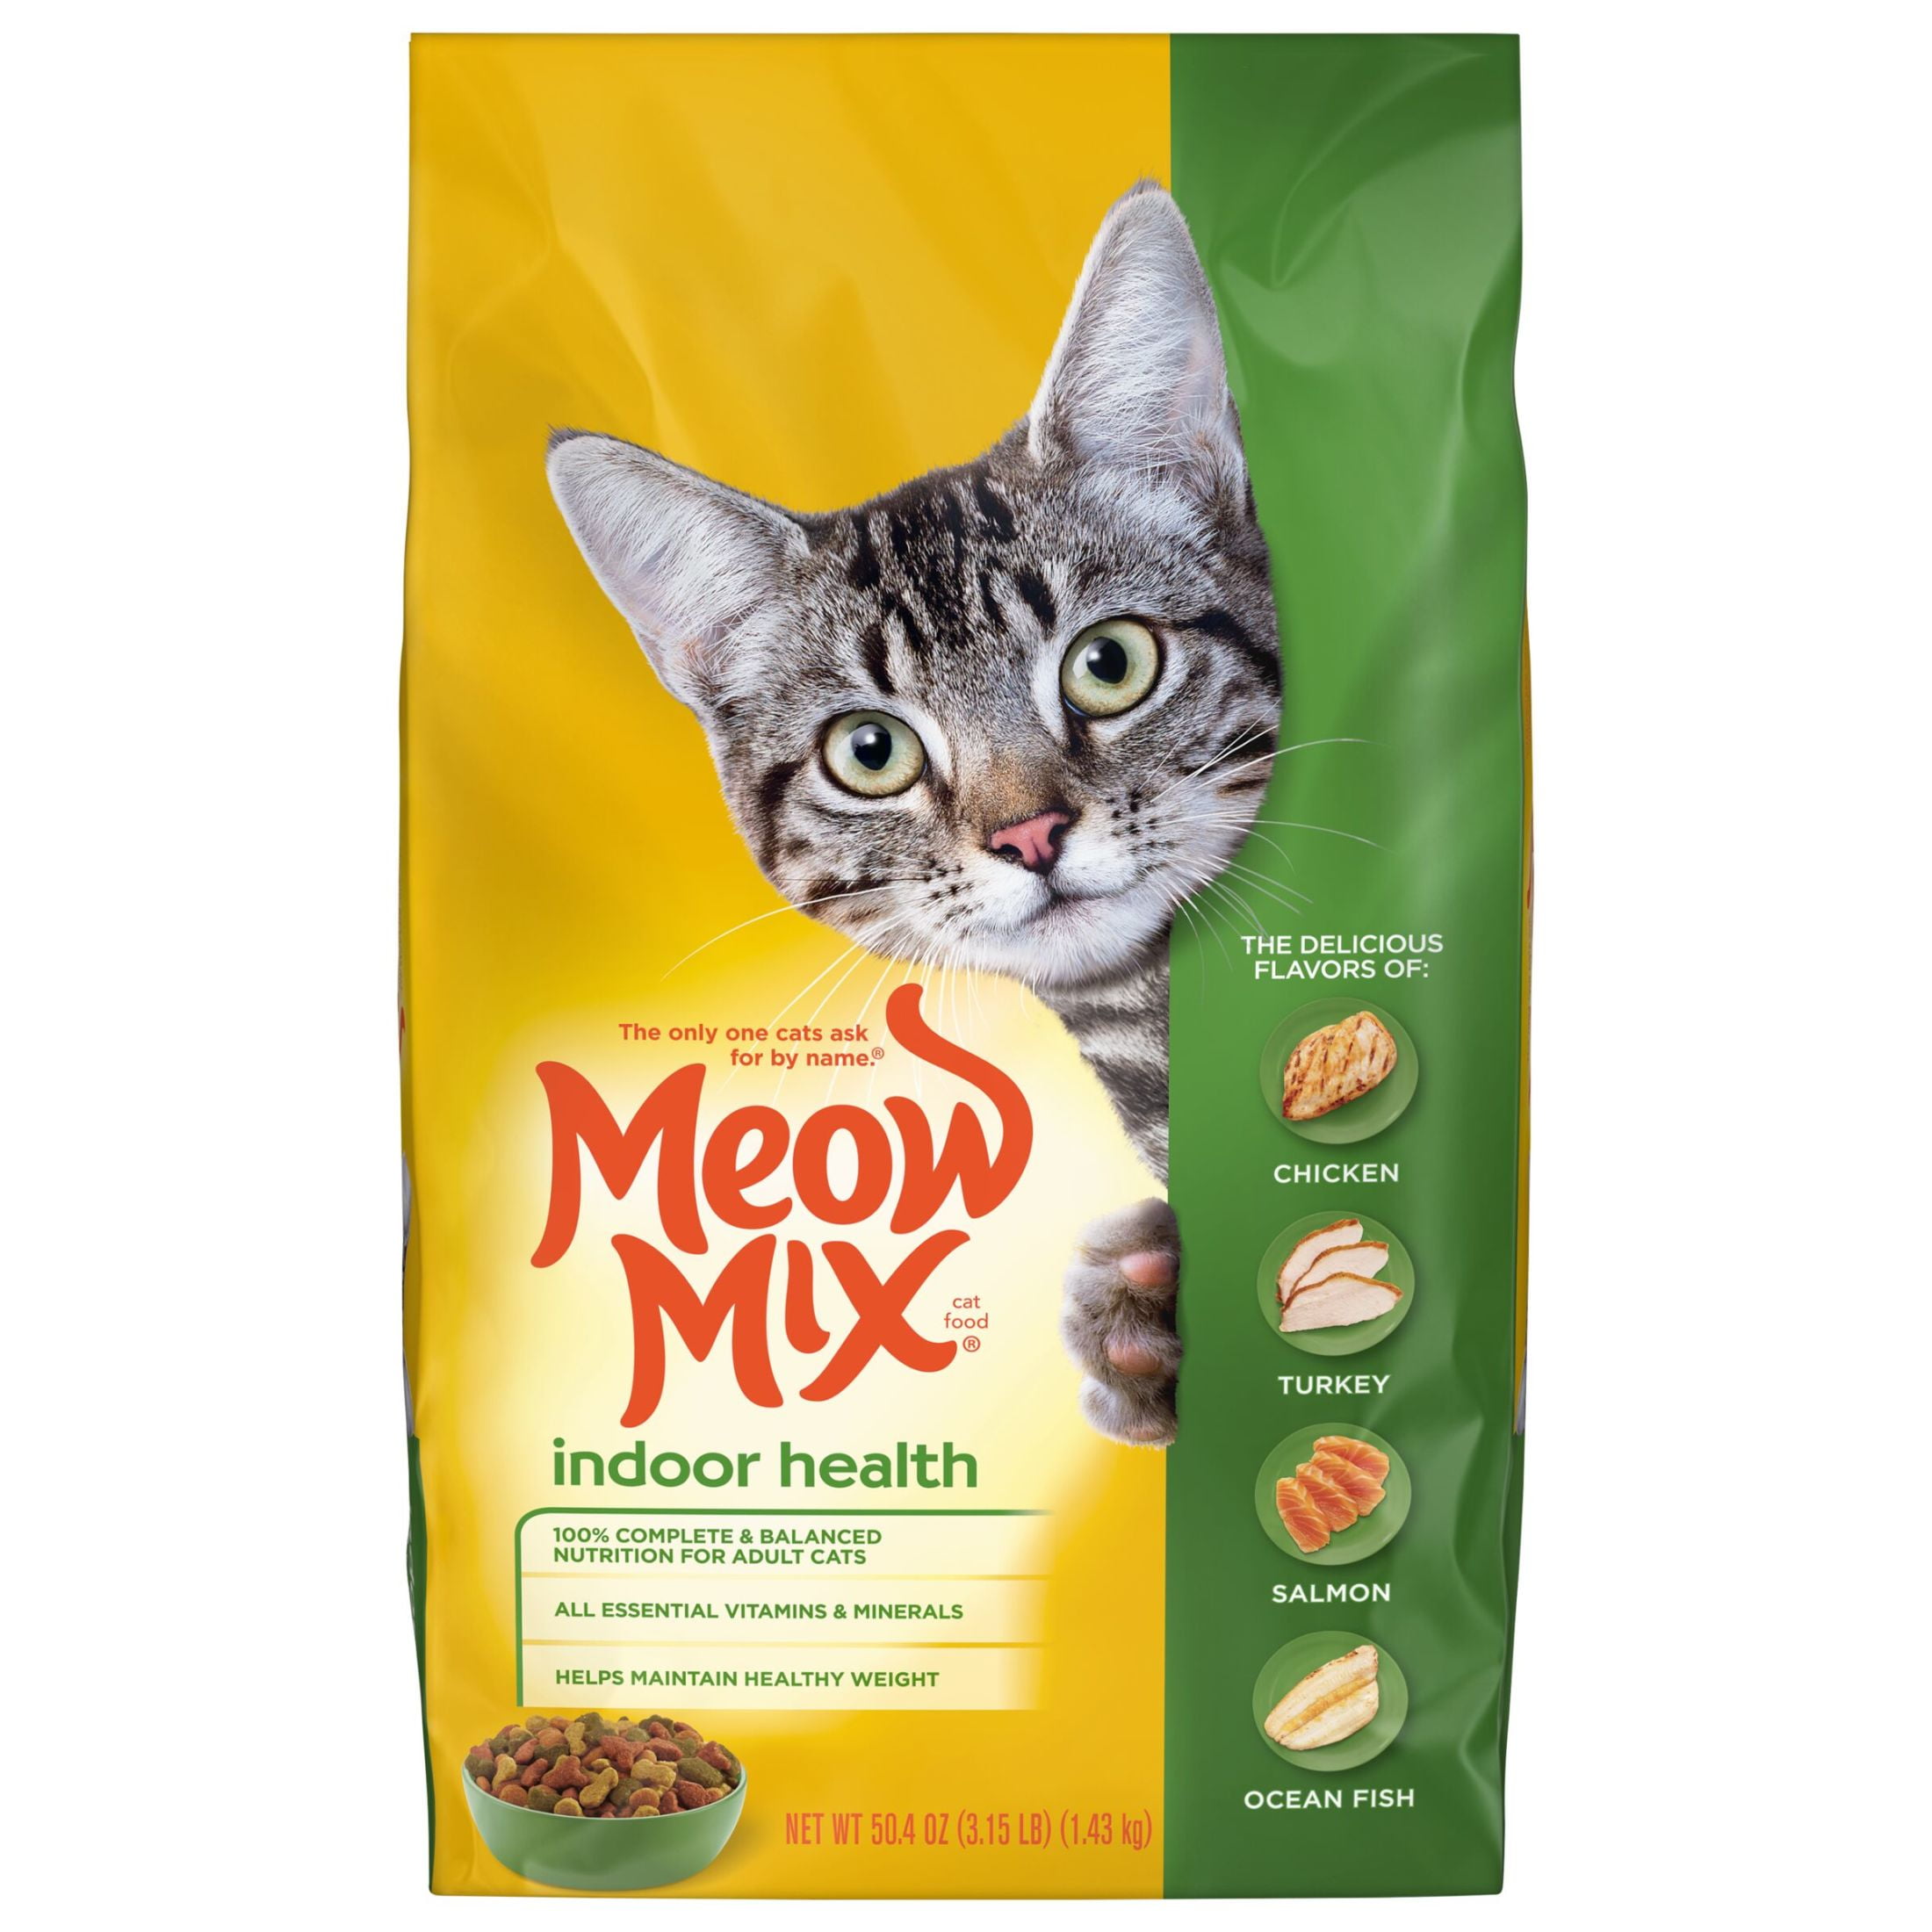 The only one cats ask
for by name.®
Meow
Mix
cat
food
®
indoor health
100% COMPLETE & BALANCED
NUTRITION FOR ADULT CATS
ALL ESSENTIAL VITAMINS & MINERALS
HELPS MAINTAIN HEALTHY WEIGHT
NET WT 50.4 OZ (3.15 LB) (1.43 kg)
THE DELICIOUS
FLAVORS OF:
CHICKEN
TURKEY
SALMON
OCEAN FISH